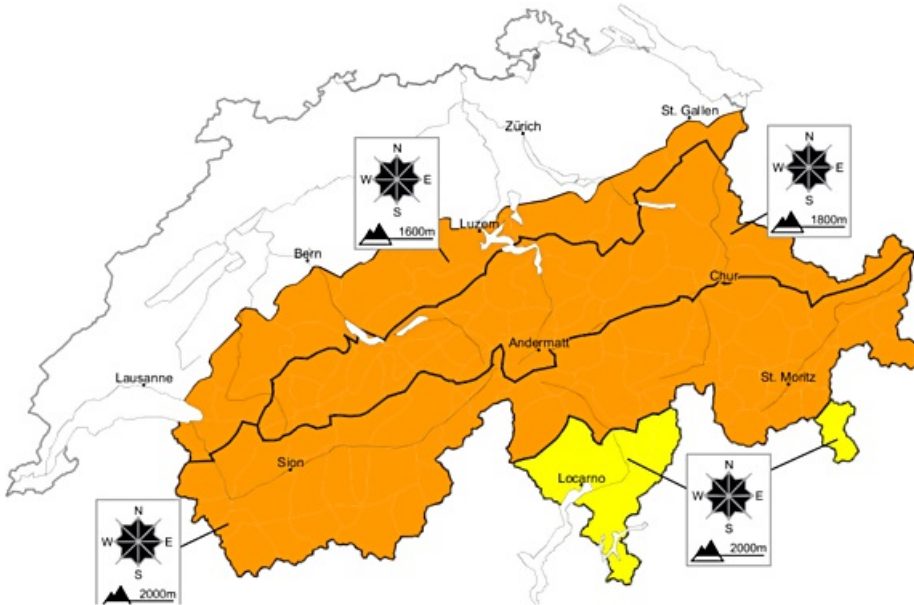 St. Gallen
Zürich
N
W E
S
1600m
N
W E
S
1800m
Luzern
Bern
Chur
Andermatt
Lausanne
St. Moritz
Sion
Locarno
N
W E
S
2000m
N
W E
S
2000m